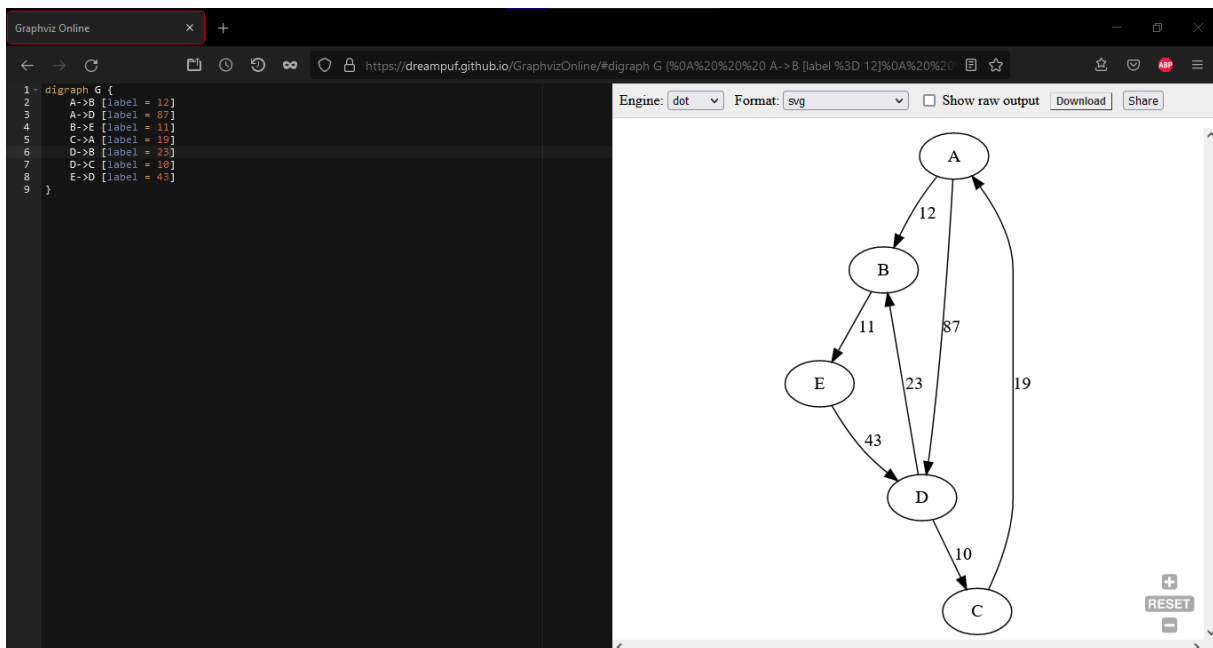 Graphviz Online
https://dreampuf.github.io/GraphvizOnline/#digraph G {%0A%20%20%20 A->B [label %3D 12]%0A%20%20%20
ABP
1 digraph G {
2 A->B [label = 12]
3 A->D [label = 87]
4 B->E [label = 11]
5 C->A [label = 19]
6 D->B [label = 23]
7 D->C [label = 10]
8 E->D [label = 43]
9 }
Engine: dot Format: svg Show raw output Download Share
A
12
B
11
87
E
23
19
43
D
10
C
RESET